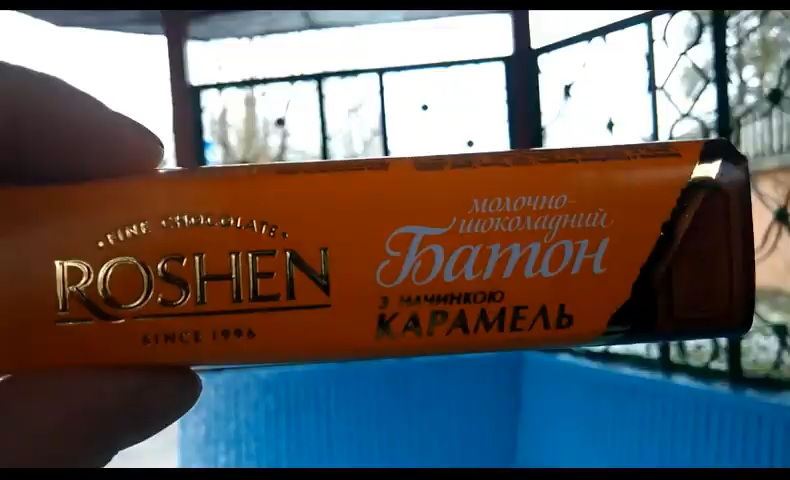 • FINE CHOCOLATE •
ROSHEN
SINCE 1996
молочно-
шоколадний
Батон
З НАЧИНКОЮ
КАРАМЕЛЬ